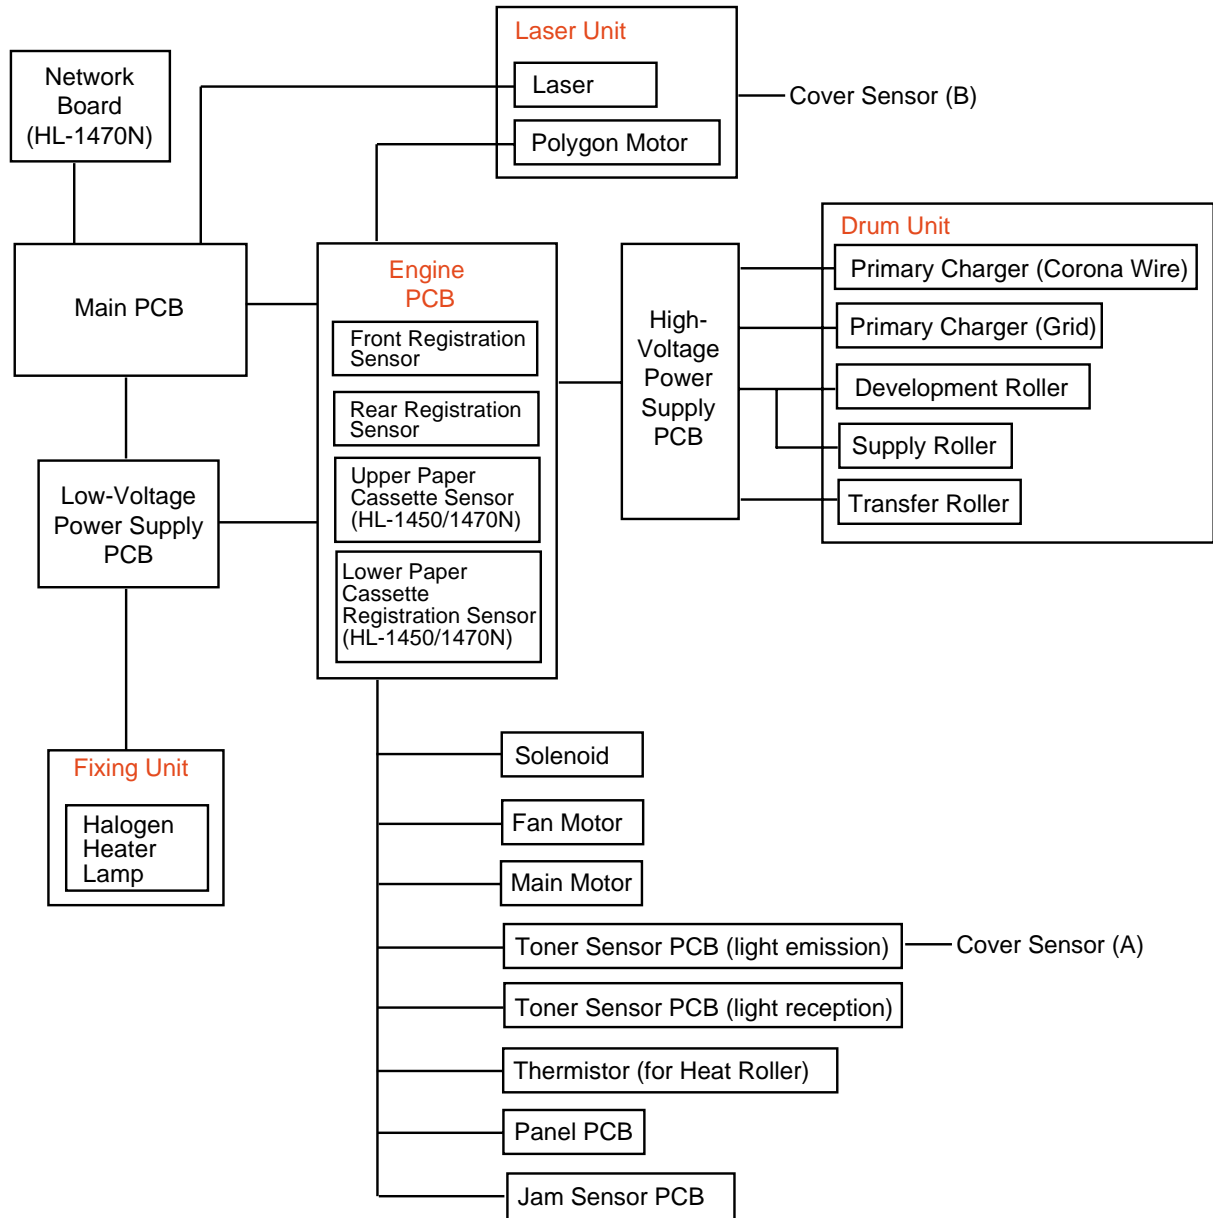 Network
Board
(HL-1470N)
Laser Unit
Laser
Polygon Motor
Cover Sensor (B)
Main PCB
Engine
PCB
Front Registration
Sensor
Rear Registration
Sensor
Upper Paper
Cassette Sensor
(HL-1450/1470N)
Lower Paper
Cassette
Registration Sensor
(HL-1450/1470N)
High-
Voltage
Power
Supply
PCB
Drum Unit
Primary Charger (Corona Wire)
Primary Charger (Grid)
Development Roller
Supply Roller
Transfer Roller
Low-Voltage
Power Supply
PCB
Fixing Unit
Halogen
Heater
Lamp
Solenoid
Fan Motor
Main Motor
Toner Sensor PCB (light emission)
Cover Sensor (A)
Toner Sensor PCB (light reception)
Thermistor (for Heat Roller)
Panel PCB
Jam Sensor PCB